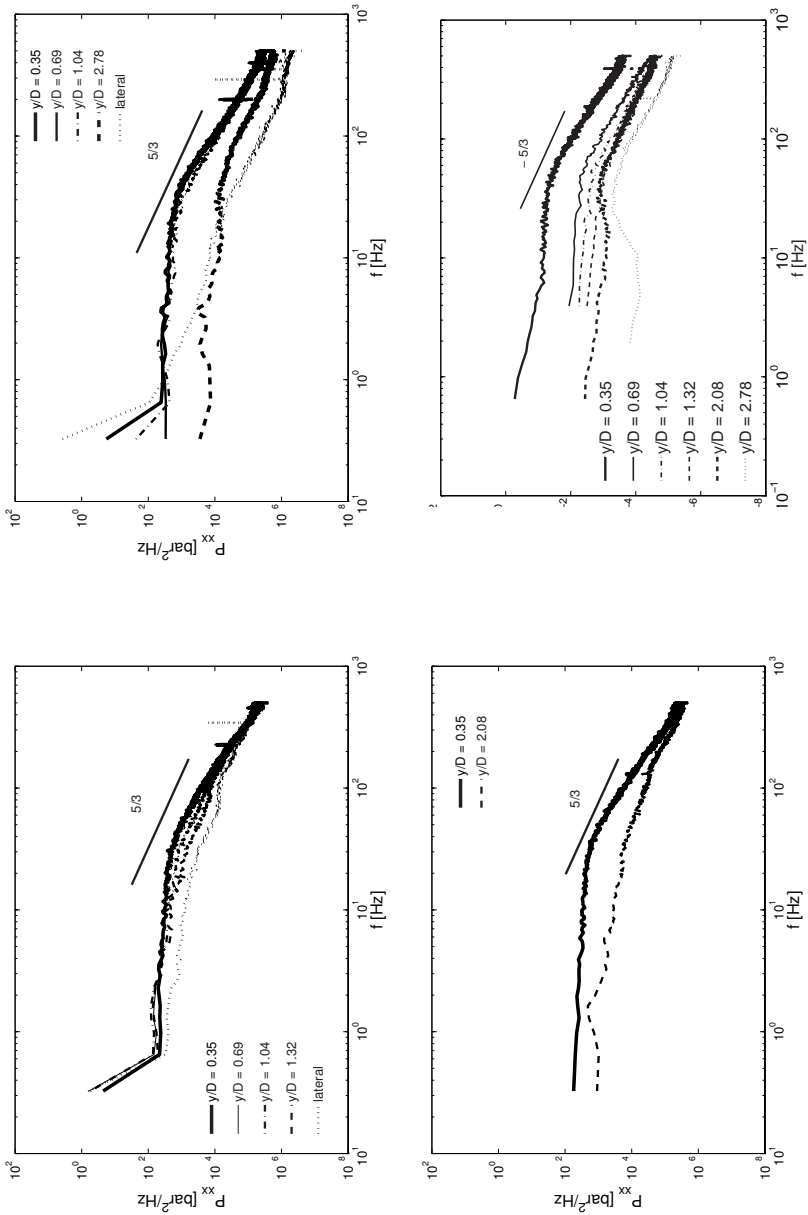 10^2
10^0
10^2
10^4
10^6
10^8
P_xx [bar^2/Hz]
5/3
y/D = 0.35
y/D = 0.69
y/D = 1.04
y/D = 1.32
lateral
10^1
10^0
10^1
10^2
10^3
f [Hz]
10^2
10^0
10^2
10^4
10^6
10^8
P_xx [bar^2/Hz]
y/D = 0.35
y/D = 0.69
y/D = 1.04
y/D = 2.78
lateral
5/3
10^1
10^0
10^1
10^2
10^3
f [Hz]
10^2
10^0
10^2
10^4
10^6
10^8
P_xx [bar^2/Hz]
y/D = 0.35
y/D = 2.08
5/3
10^1
10^0
10^1
10^2
10^3
f [Hz]
0
-2
-4
-6
-8
− 5/3
y/D = 0.35
y/D = 0.69
y/D = 1.04
y/D = 1.32
y/D = 2.08
y/D = 2.78
10^−1
10^0
10^1
10^2
10^3
f [Hz]